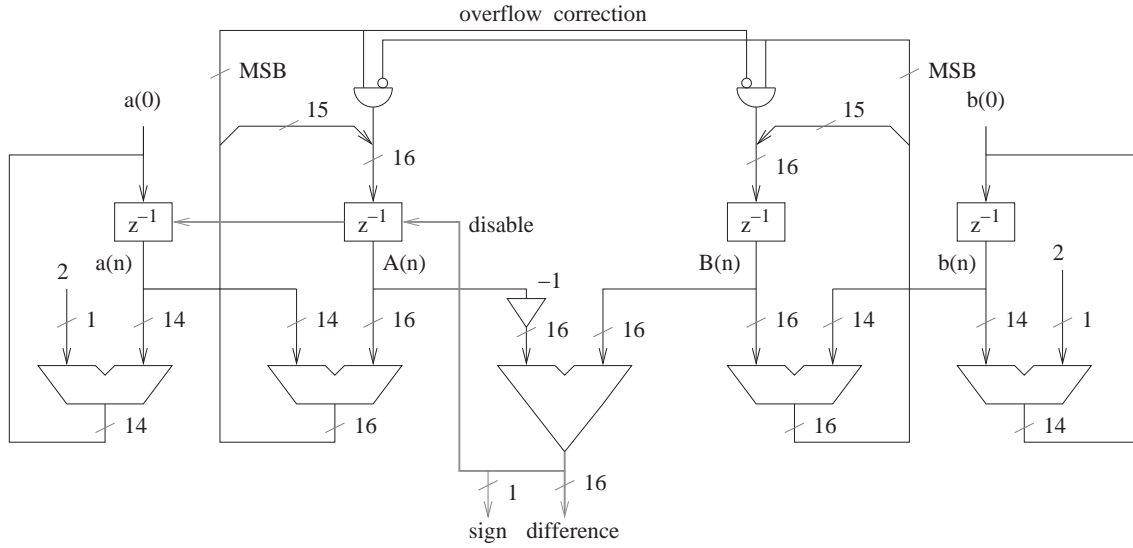 overflow correction
MSB
MSB
a(0)
b(0)
15
15
16
16
z⁻¹
z⁻¹
disable
z⁻¹
z⁻¹
a(n)
A(n)
B(n)
b(n)
2
−1
2
1
14
14
16
16
16
16
14
14
1
14
16
16
14
1
16
sign difference